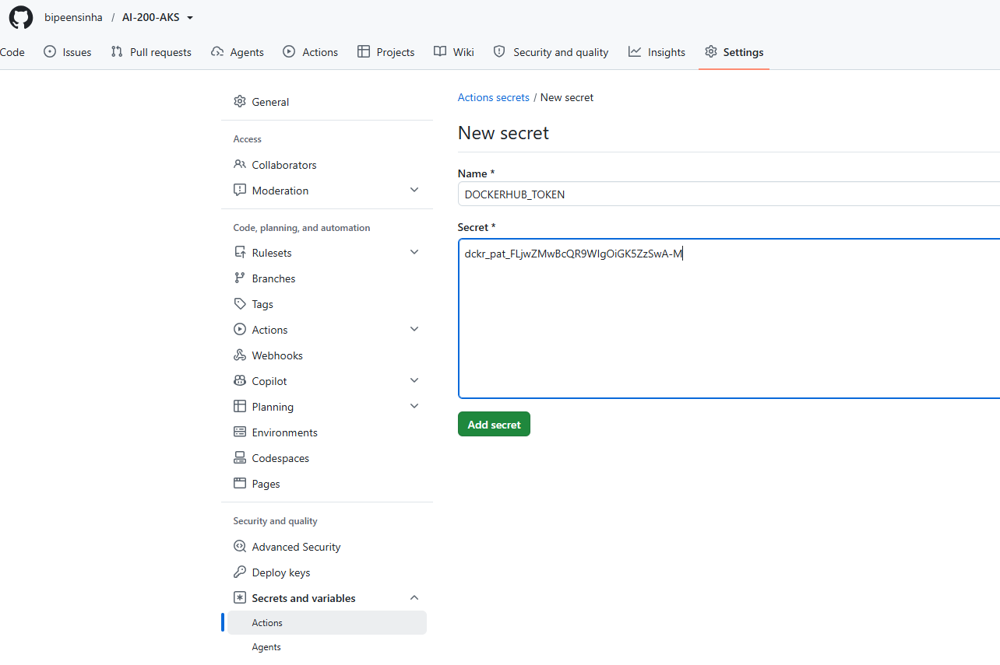 bipeensinha / AI-200-AKS
Code Issues Pull requests Agents Actions Projects Wiki Security and quality Insights Settings
General
Access
Collaborators
Moderation
Code, planning, and automation
Rulesets
Branches
Tags
Actions
Webhooks
Copilot
Planning
Environments
Codespaces
Pages
Security and quality
Advanced Security
Deploy keys
Secrets and variables
Actions
Agents
Actions secrets / New secret
New secret
Name *
DOCKERHUB_TOKEN
Secret *
dckr_pat_FLjwZMwBcQR9WIgOiGK5ZzSwA-M
Add secret